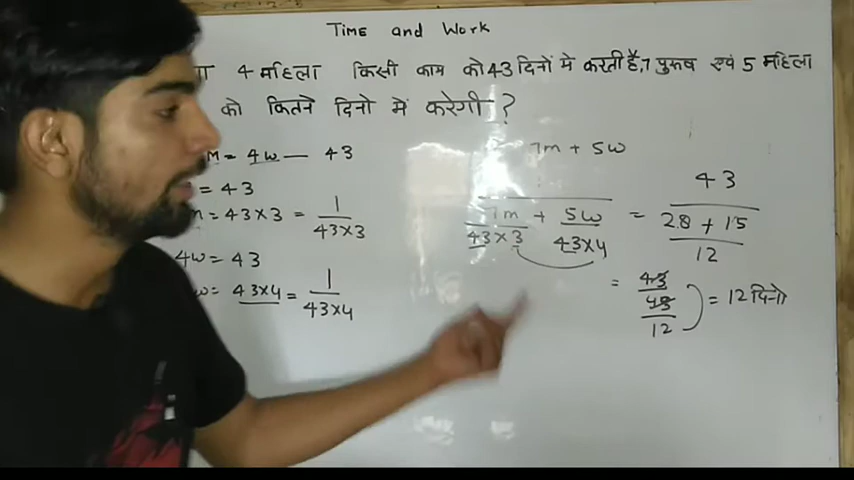 Time and Work
4 महिला किसी काय को 43 दिनों मे करती है, 7 पुरूष एवं 5 महिला
को कितने दिनो में करेगी ?
M = 4W — 43
7M + 5W
= 43
= 43×3 = 1/43×3
4W = 43
= 43×4 = 1/43×4
7M/43×3 + 5W/43×4 = 43/(28 + 15/12)
= 43/(43/12) = 12 दिनो